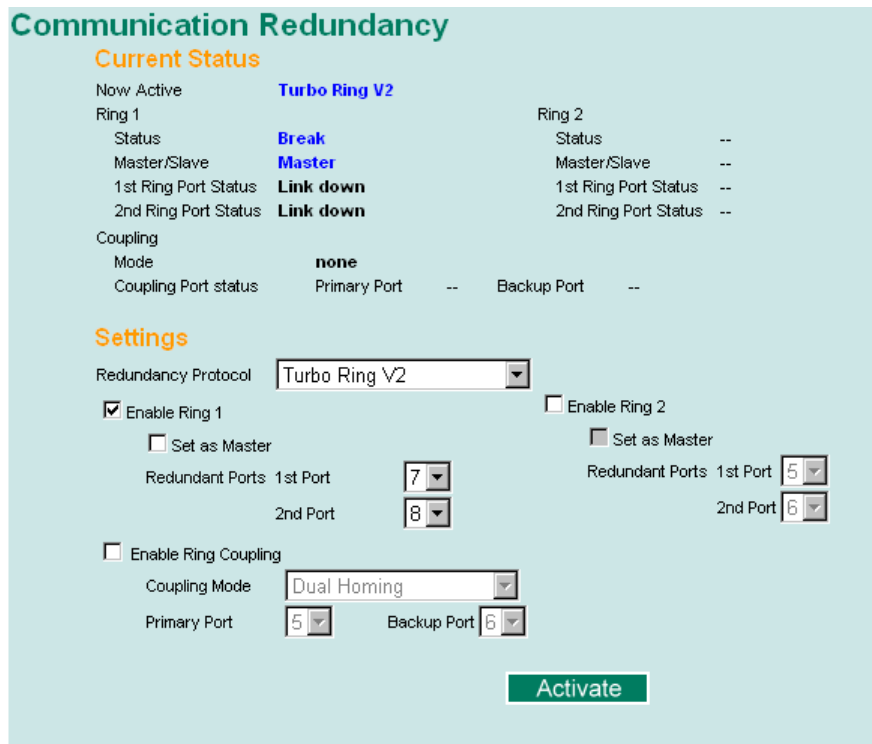 Communication Redundancy
Current Status
Now Active Turbo Ring V2
Ring 1 Ring 2
Status Break Status --
Master/Slave Master Master/Slave --
1st Ring Port Status Link down 1st Ring Port Status --
2nd Ring Port Status Link down 2nd Ring Port Status --
Coupling
Mode none
Coupling Port status Primary Port -- Backup Port --
Settings
Redundancy Protocol Turbo Ring V2
Enable Ring 1 Enable Ring 2
Set as Master Set as Master
Redundant Ports 1st Port 7 Redundant Ports 1st Port 5
2nd Port 8 2nd Port 6
Enable Ring Coupling
Coupling Mode Dual Homing
Primary Port 5 Backup Port 6
Activate